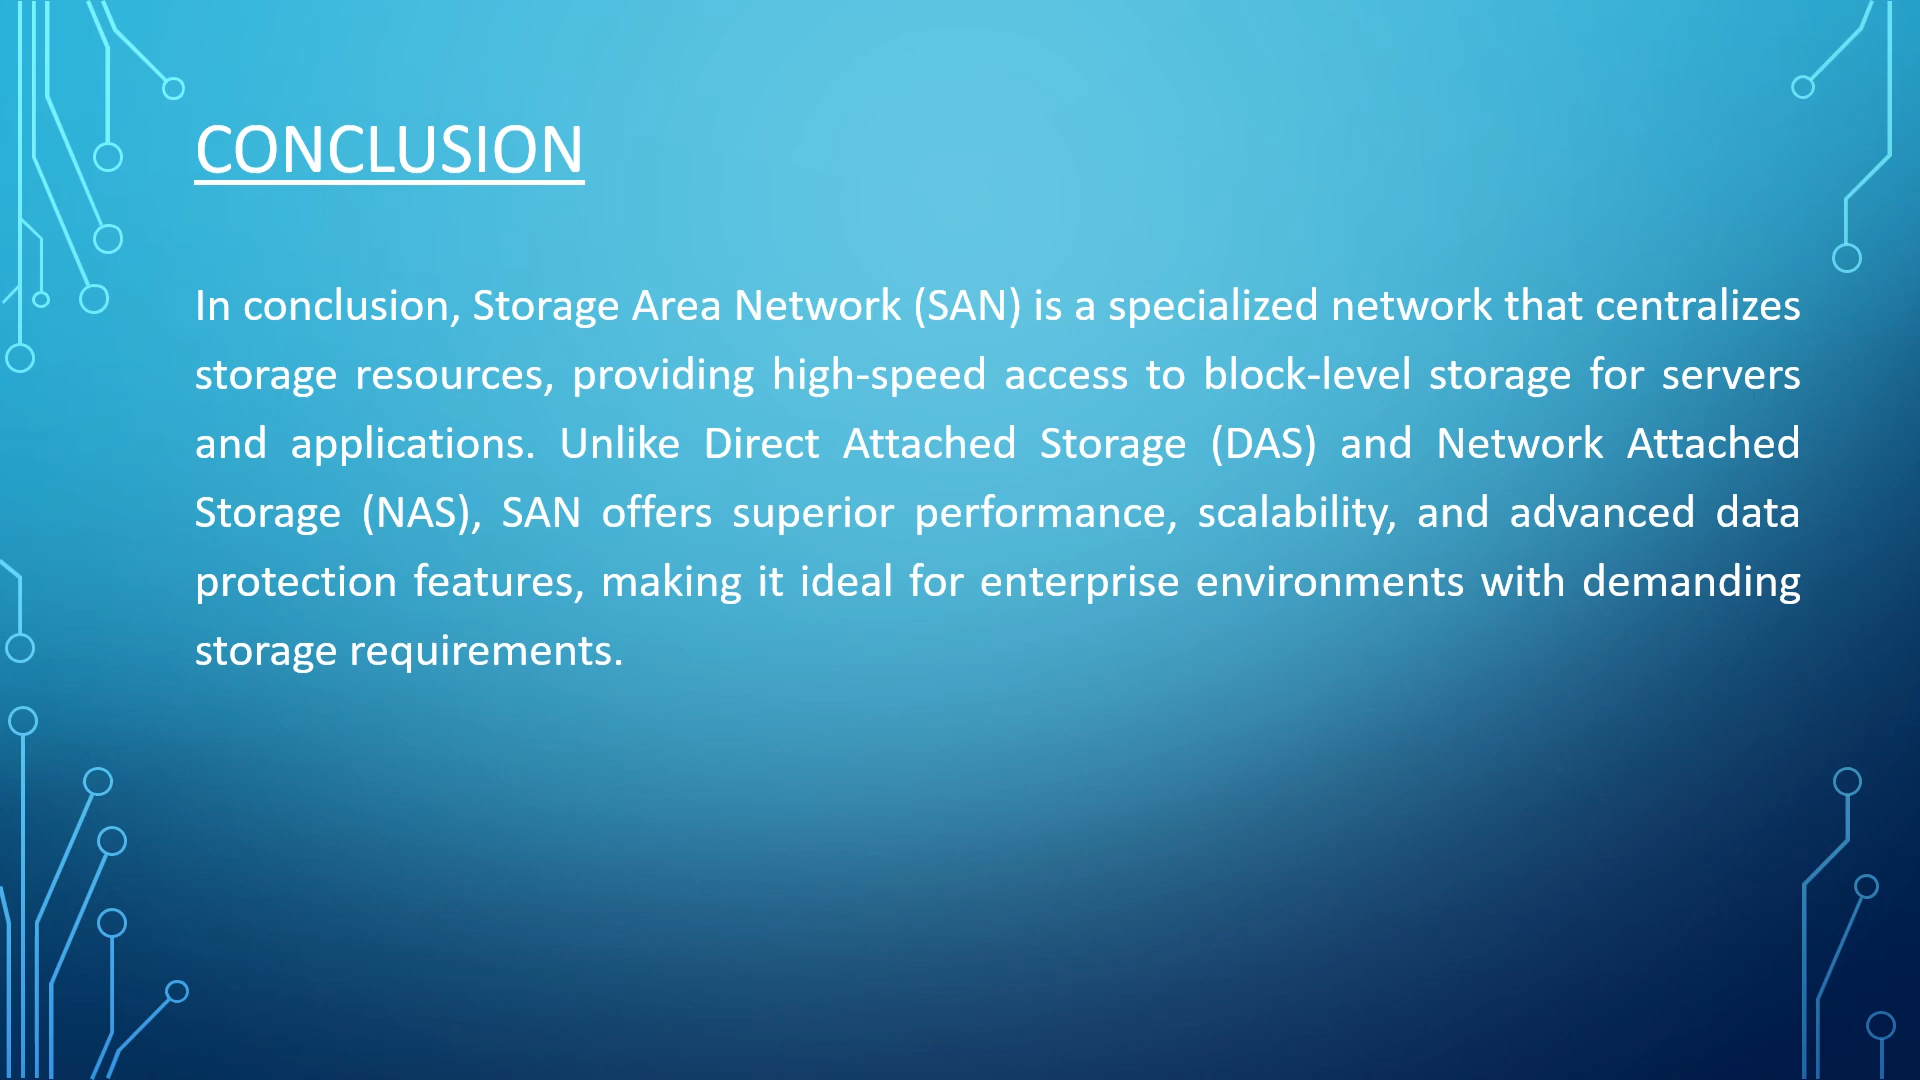 CONCLUSION
In conclusion, Storage Area Network (SAN) is a specialized network that centralizes
storage resources, providing high-speed access to block-level storage for servers
and applications. Unlike Direct Attached Storage (DAS) and Network Attached
Storage (NAS), SAN offers superior performance, scalability, and advanced data
protection features, making it ideal for enterprise environments with demanding
storage requirements.